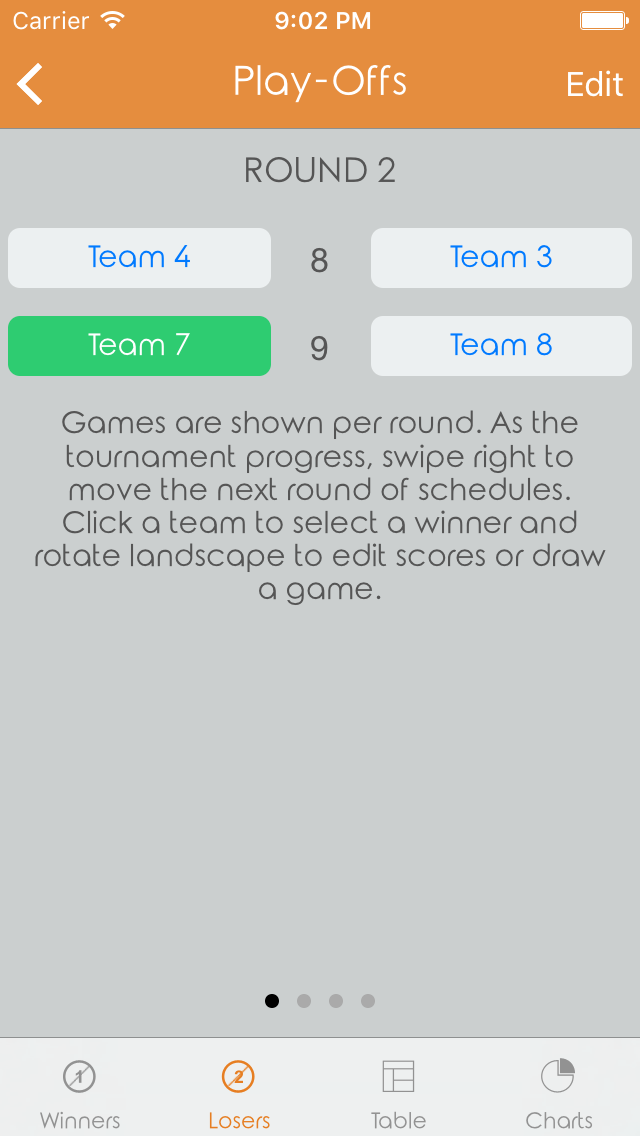 Carrier 9:02 PM
Play-Offs Edit
ROUND 2
Team 4 8 Team 3
Team 7 9 Team 8
Games are shown per round. As the
tournament progress, swipe right to
move the next round of schedules.
Click a team to select a winner and
rotate landscape to edit scores or draw
a game.
1 2
Winners Losers Table Charts